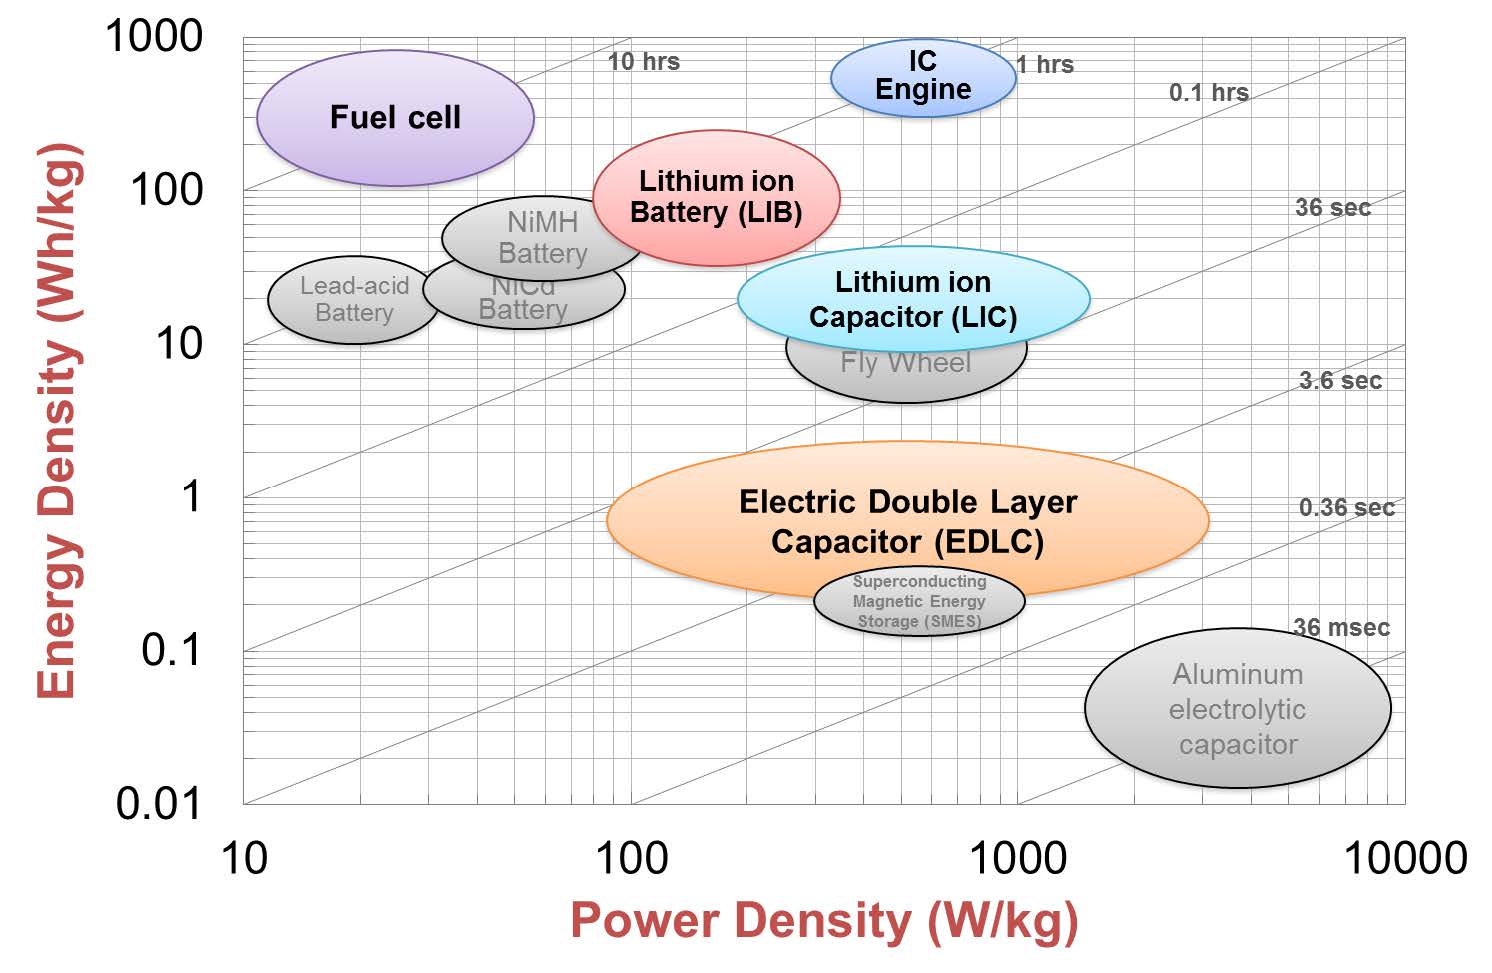 1000
100
10
1
0.1
0.01
Energy Density (Wh/kg)
10
100
1000
10000
Power Density (W/kg)
10 hrs
1 hrs
0.1 hrs
36 sec
3.6 sec
0.36 sec
36 msec
Fuel cell
IC
Engine
Lithium ion
Battery (LIB)
NiMH
Battery
Lead-acid
Battery
NiCd
Battery
Lithium ion
Capacitor (LIC)
Fly Wheel
Electric Double Layer
Capacitor (EDLC)
Superconducting
Magnetic Energy
Storage (SMES)
Aluminum
electrolytic
capacitor